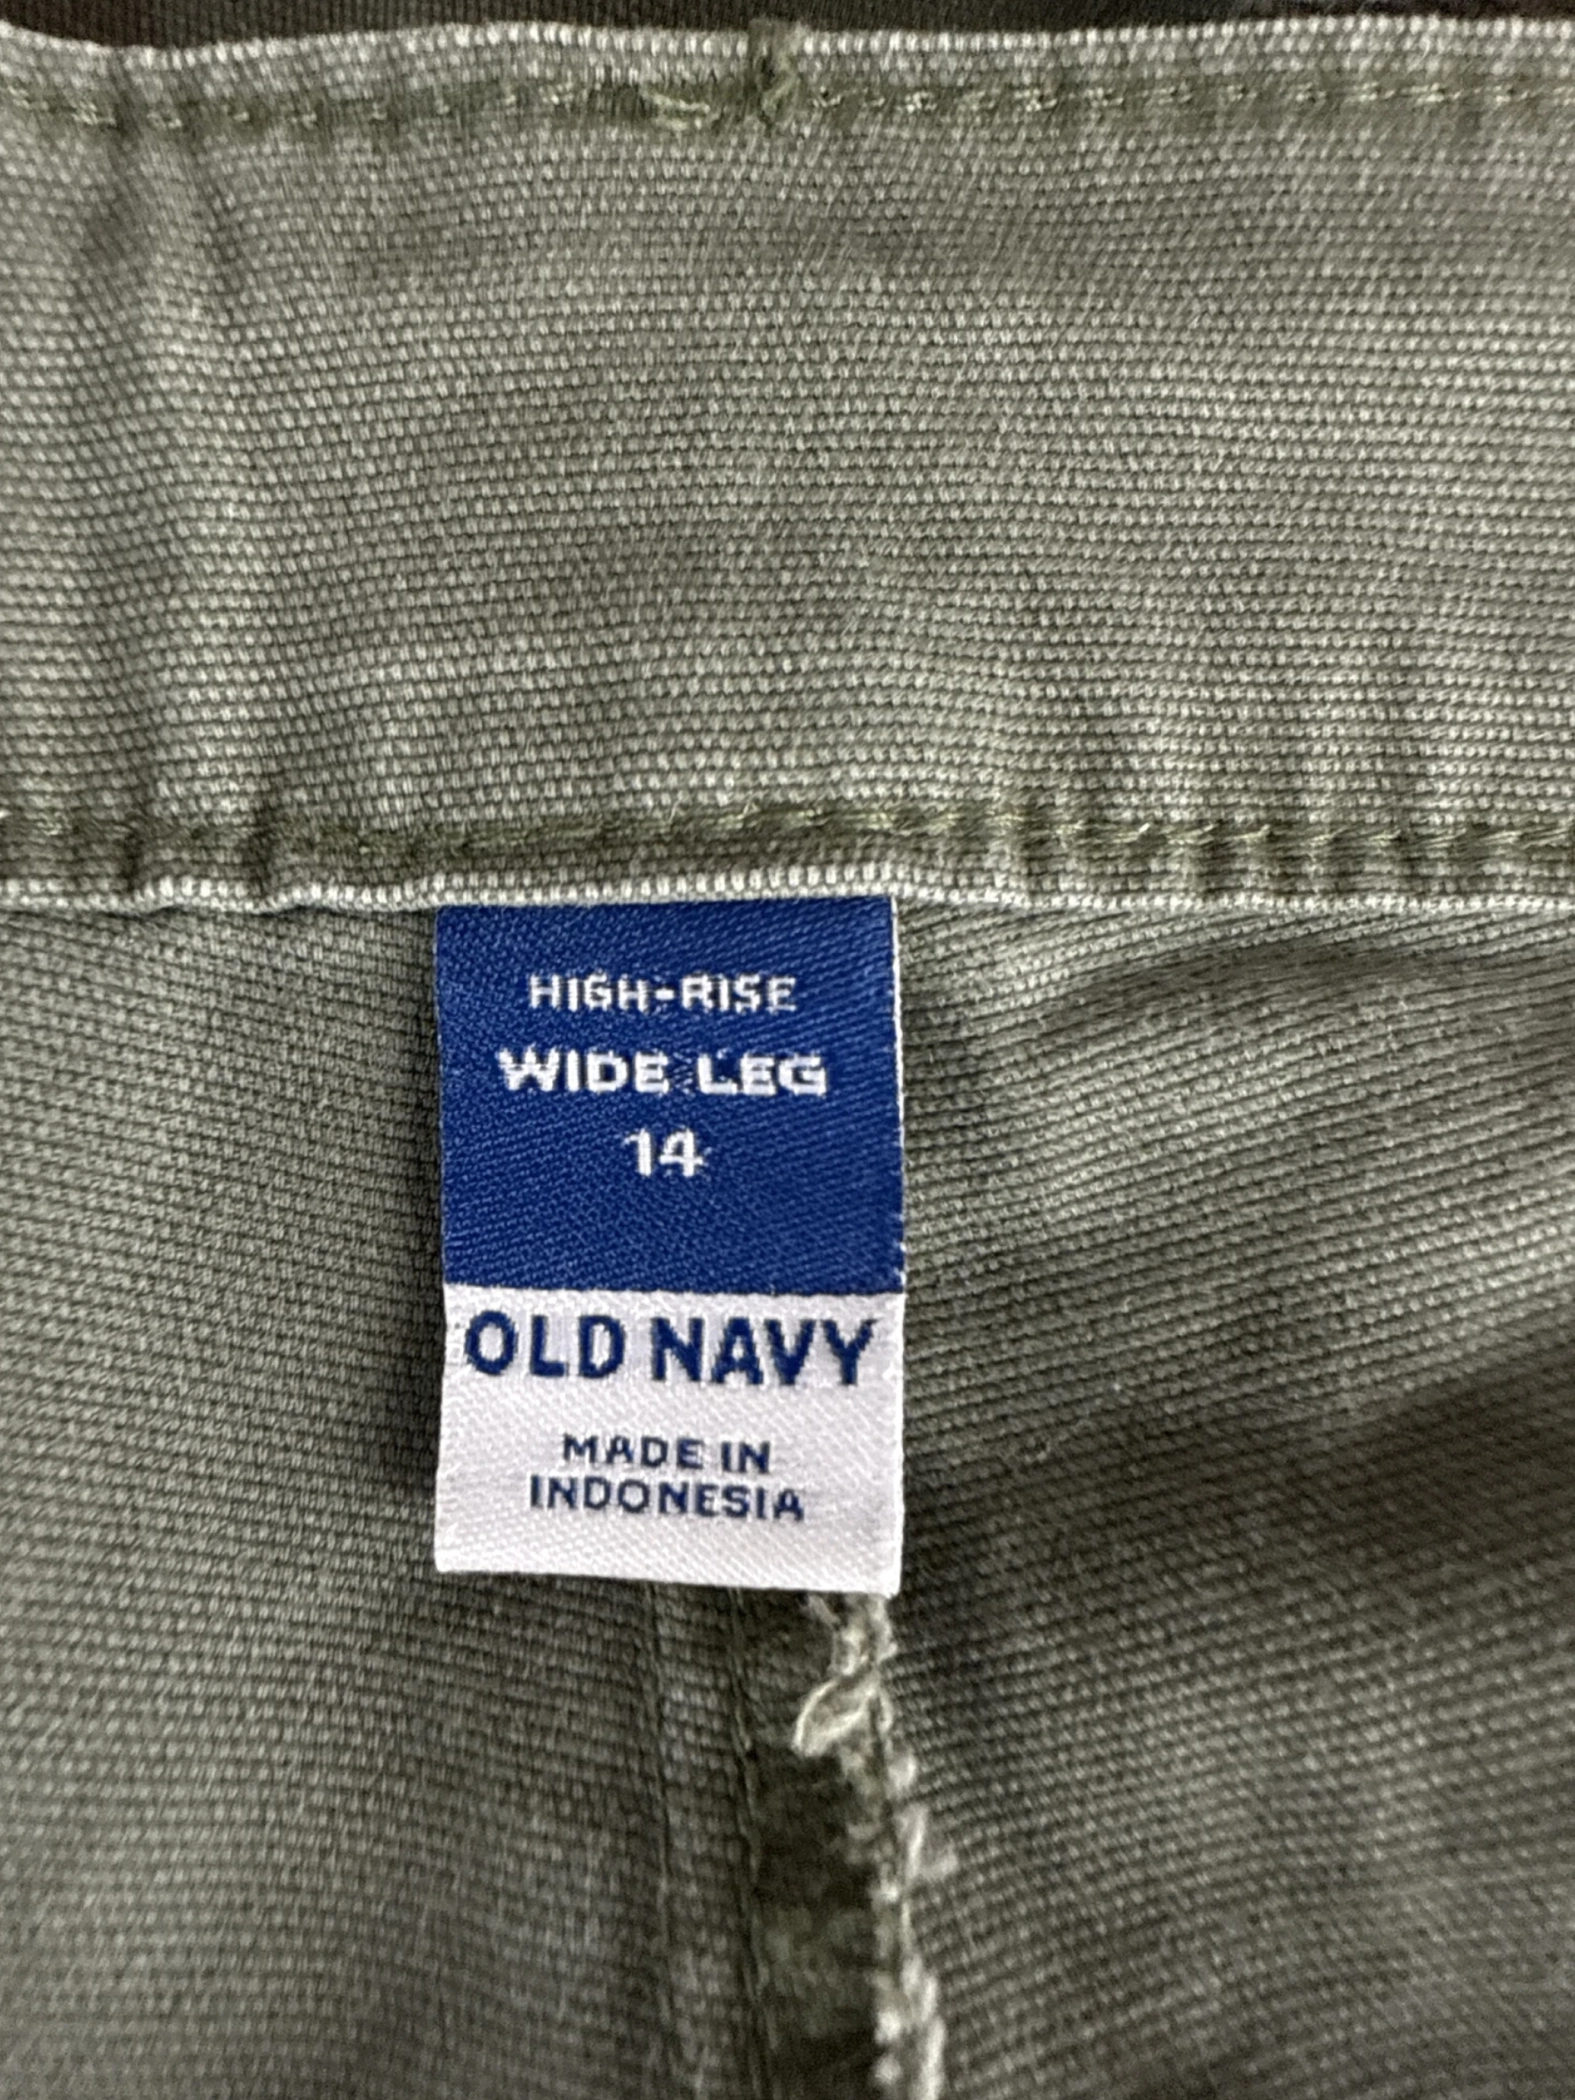 HIGH-RISE
WIDE LEG
14
OLD NAVY
MADE IN
INDONESIA